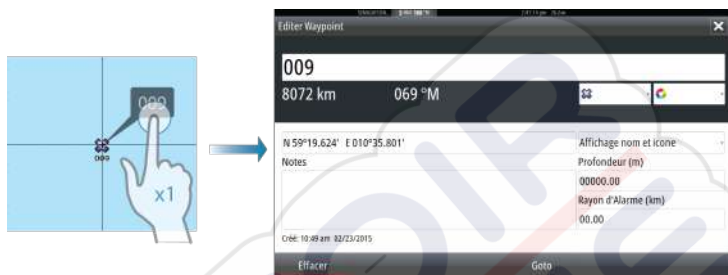 Editer Waypoint
009
8072 km 069 °M
009
009
x1
N 59°19.624' E 010°35.801'
Affichage nom et icone
Notes
Profondeur (m)
00000.00
Rayon d'Alarme (km)
00.00
Créé: 10:49 am 02/23/2015
Effacer
Goto